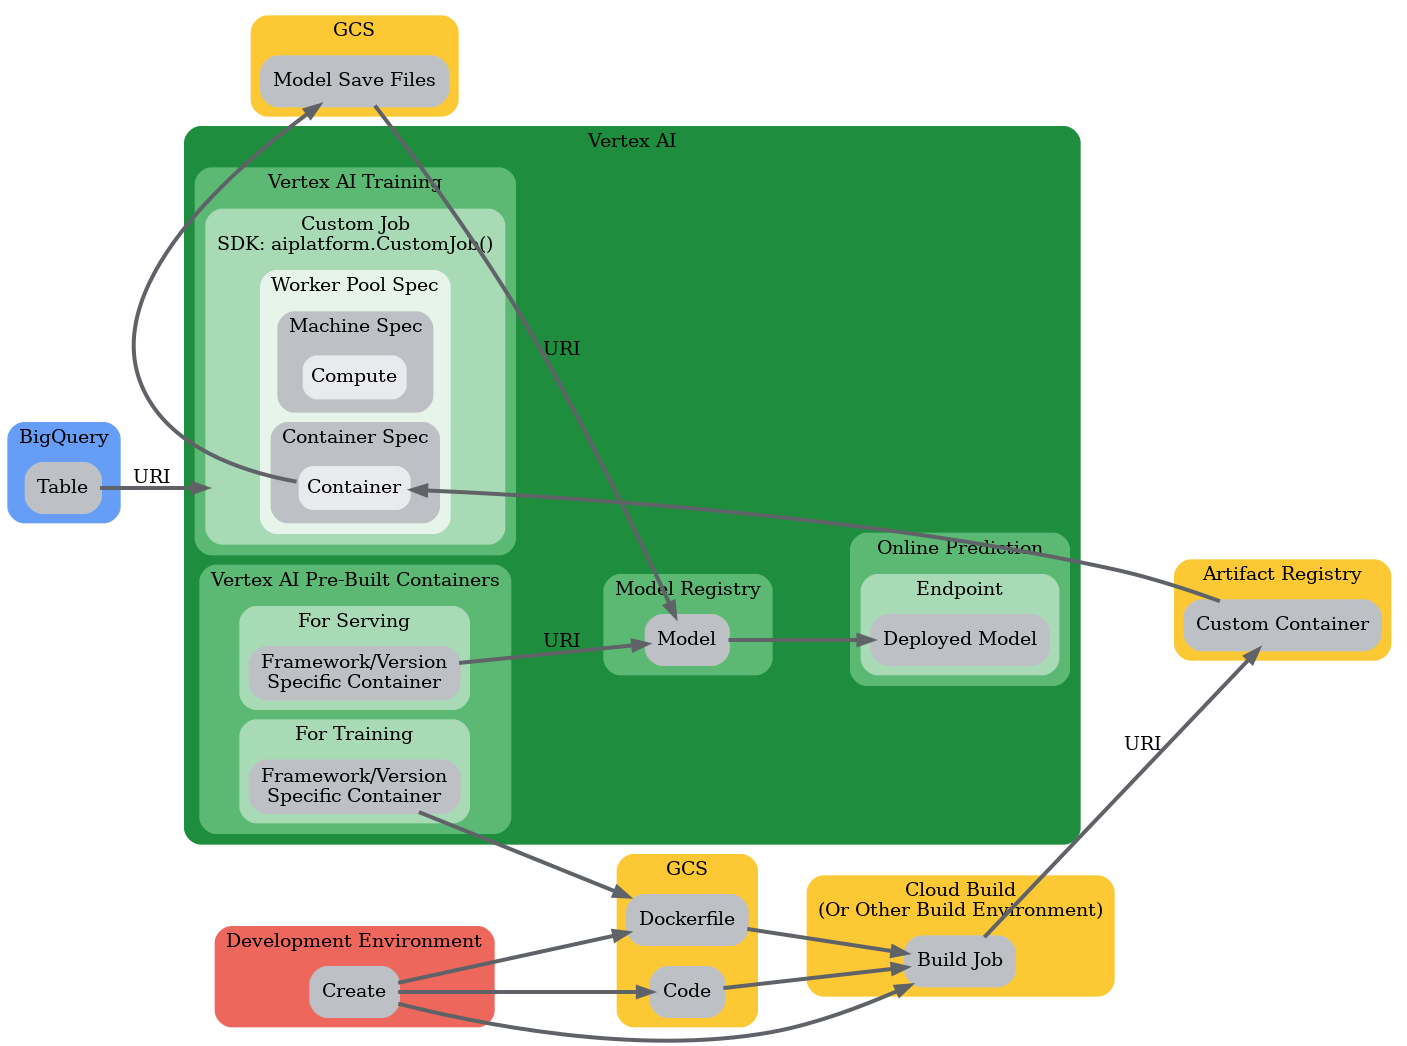 GCS
Model Save Files
Vertex AI
Vertex AI Training
Custom Job
SDK: aiplatform.CustomJob()
Worker Pool Spec
Machine Spec
Compute
URI
BigQuery
Table
URI
Container Spec
Container
Online Prediction
Endpoint
Deployed Model
Artifact Registry
Custom Container
Vertex AI Pre-Built Containers
For Serving
Framework/Version
Specific Container
URI
Model Registry
Model
For Training
Framework/Version
Specific Container
URI
GCS
Dockerfile
Code
Cloud Build
(Or Other Build Environment)
Build Job
Development Environment
Create